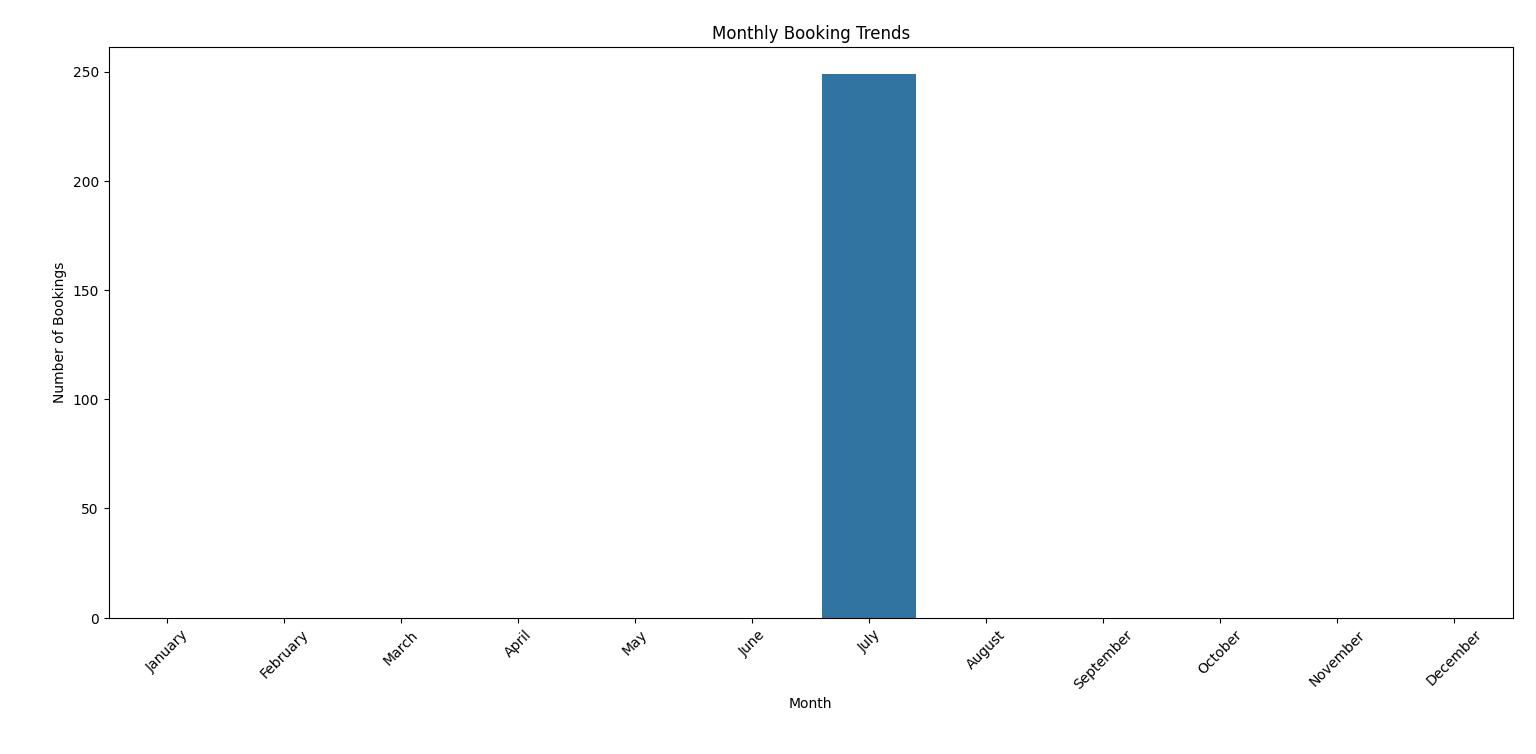 Monthly Booking Trends
250
200
150
100
50
0
Number of Bookings
January
February
March
April
May
June
July
August
September
October
November
December
Month